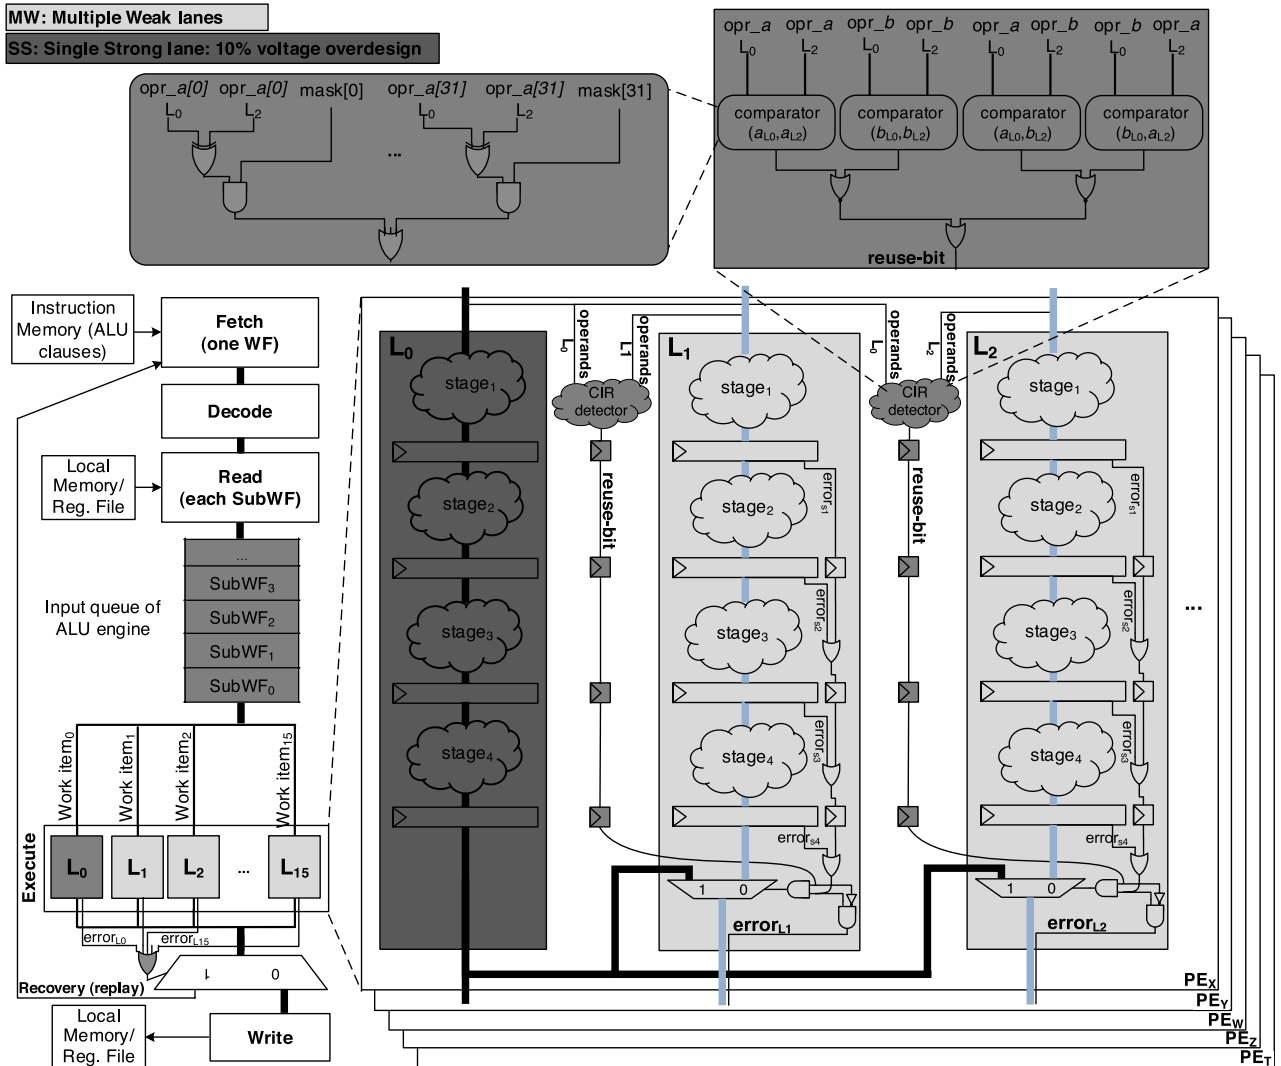 MW: Multiple Weak lanes
SS: Single Strong lane: 10% voltage overdesign
opr_a[0] opr_a[0] mask[0] opr_a[31] opr_a[31] mask[31]
L0 L2 L0 L2
...
opr_a opr_a opr_b opr_b opr_a opr_b opr_b opr_a
L0 L2 L0 L2 L0 L2 L0 L2
comparator comparator comparator comparator
(aL0,aL2) (bL0,bL2) (aL0,bL2) (bL0,aL2)
reuse-bit
Instruction
Memory (ALU
clauses)
Fetch
(one WF)
Decode
Local
Memory/
Reg. File
Read
(each SubWF)
...
SubWF3
SubWF2
SubWF1
SubWF0
Input queue of
ALU engine
Work item0
Work item1
Work item2
Work item15
Execute
L0 L1 L2 ... L15
errorL0 errorL15
1 0
Recovery (replay)
Local
Memory/
Reg. File
Write
L0
stage1
stage2
stage3
stage4
operands
L0
operands
L1
CIR
detector
reuse-bit
L1
stage1
stage2
stage3
stage4
errors1
errors2
errors3
errors4
1 0
errorL1
operands
L0
operands
L2
CIR
detector
reuse-bit
L2
stage1
stage2
stage3
stage4
errors1
errors2
errors3
errors4
1 0
errorL2
...
PEX
PEY
PEW
PEZ
PET